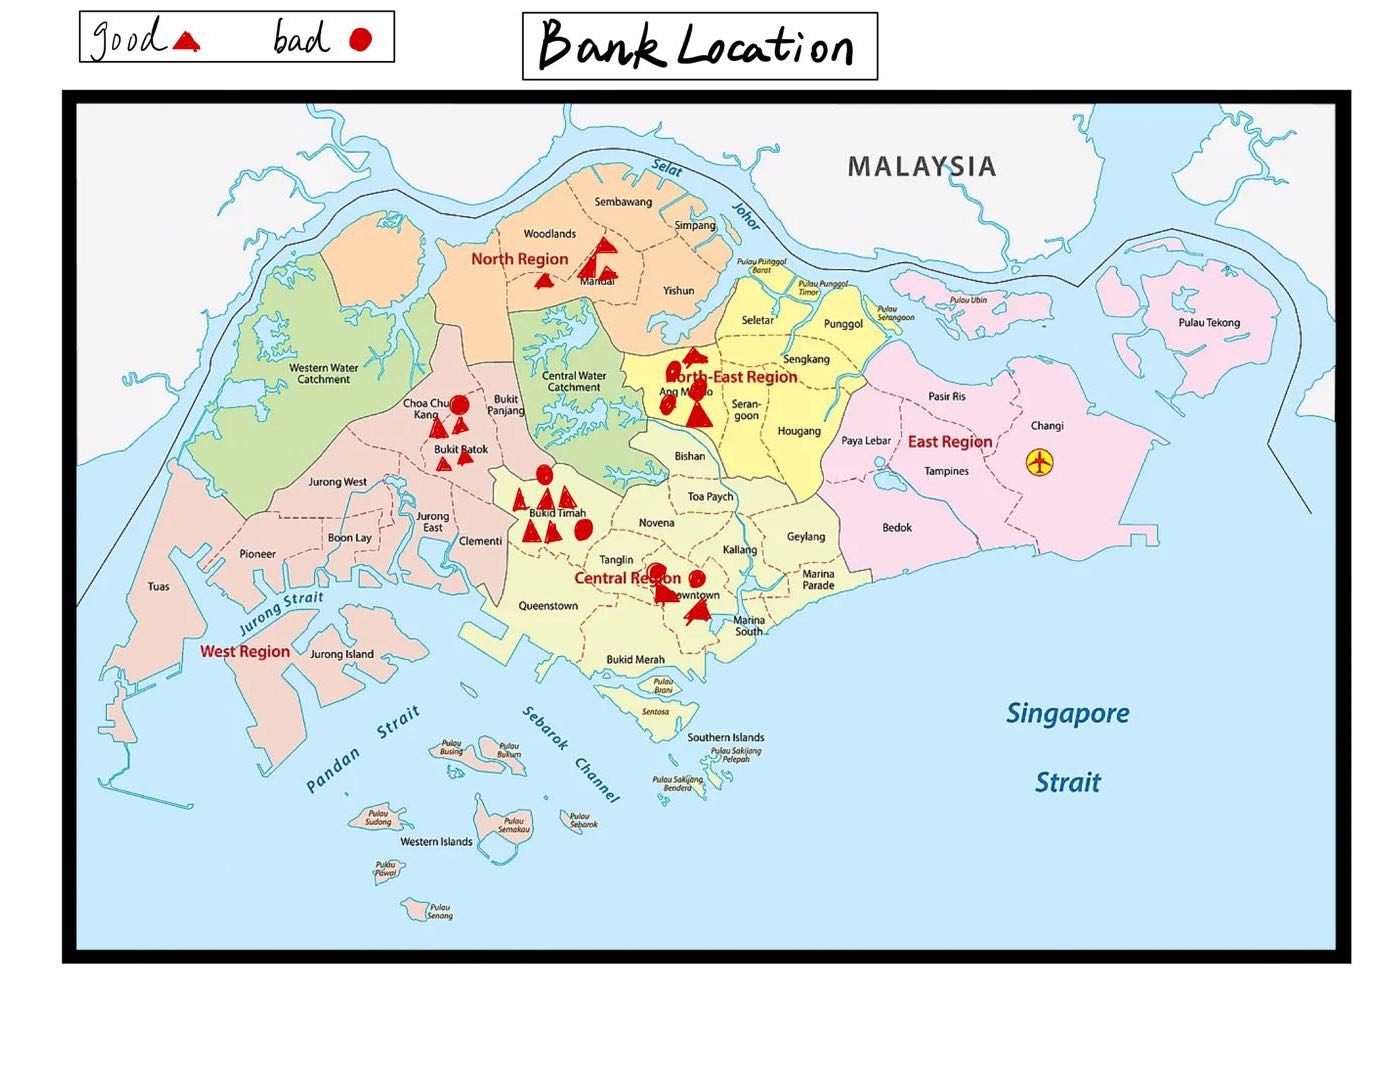 good bad
Bank Location
MALAYSIA
Selat
Johor
Sembawang
Simpang
Woodlands
North Region
Mandai
Yishun
Pulau Punggol
Barat
Pulau Punggol
Timor
Pulau
Serangoon
Pulau Ubin
Pulau Tekong
Seletar
Punggol
Sengkang
Western Water
Catchment
Central Water
Catchment
North-East Region
Ang Mo Kio
Seran-
goon
Hougang
Choa Chu
Kang
Bukit
Panjang
Bukit Batok
Pasir Ris
Changi
Paya Lebar
East Region
Tampines
Bedok
Bishan
Jurong West
Toa Paych
Bukid Timah
Novena
Jurong
East
Boon Lay
Clementi
Pioneer
Kallang
Geylang
Tanglin
Central Region
Downtown
Marina
Parade
Tuas
Jurong Strait
Queenstown
Marina
South
West Region
Jurong Island
Bukid Merah
Pulau
Brani
Sentosa
Singapore
Strait
Pandan Strait
Sebarok Channel
Southern Islands
Pulau Sakijang
Pelepah
Pulau Sakijang
Bendera
Pulau
Busing
Pulau
Bukum
Pulau
Sudong
Pulau
Semakau
Pulau
Sebarok
Western Islands
Pulau
Pawai
Pulau
Senang